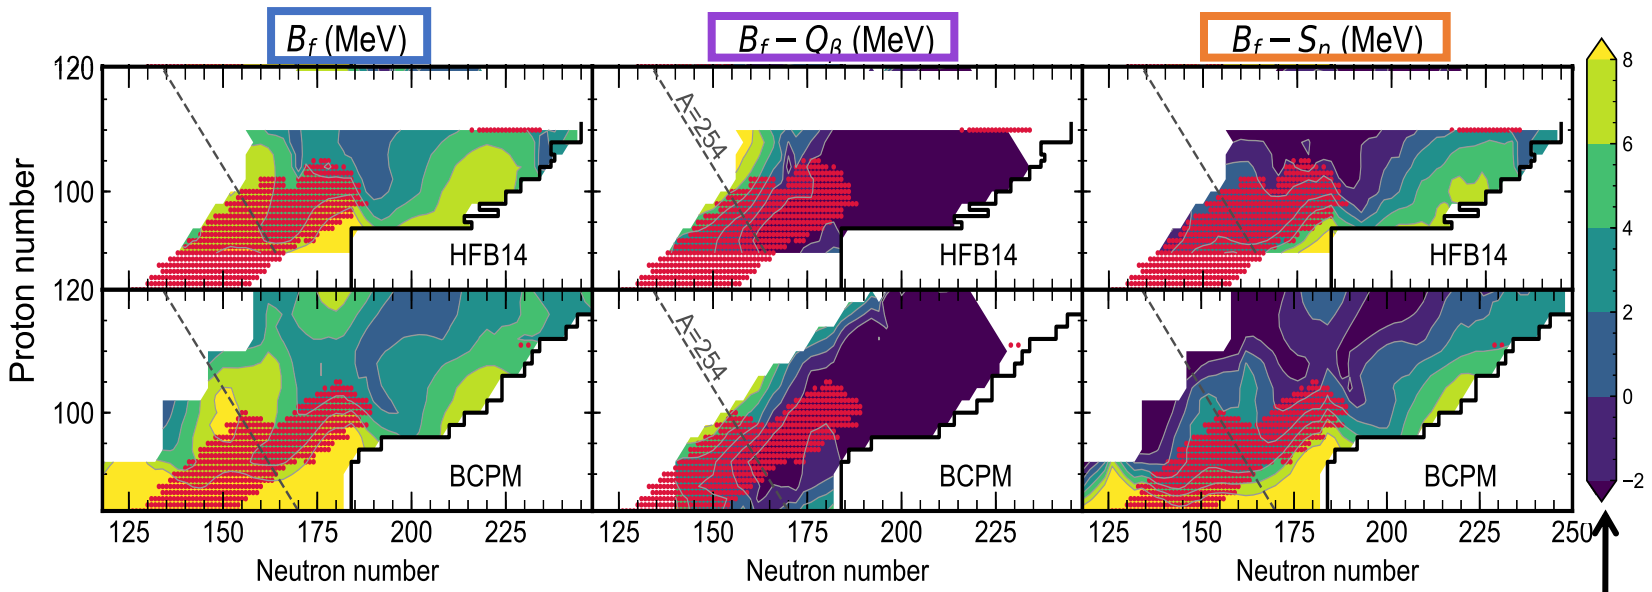 B_f (MeV)
B_f − Q_β (MeV)
B_f − S_n (MeV)
120
100
120
100
Proton number
Proton number
A=254
HFB14
HFB14
HFB14
A=254
BCPM
BCPM
BCPM
125 150 175 200 225
125 150 175 200 225
125 150 175 200 225 250
Neutron number
Neutron number
Neutron number
8
6
4
2
0
−2